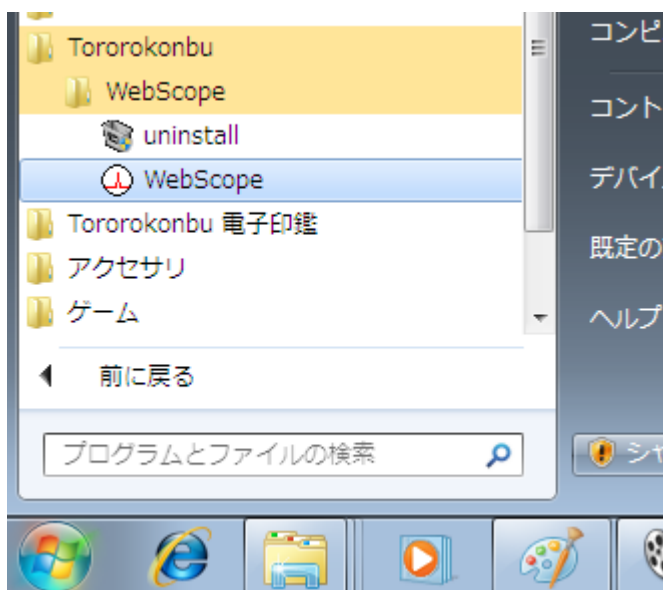 Tororokonbu
WebScope
uninstall
WebScope
Tororokonbu 電子印鑑
アクセサリ
ゲーム
前に戻る
プログラムとファイルの検索
コンピ
コント
デバイ
既定の
ヘルプ
シャ